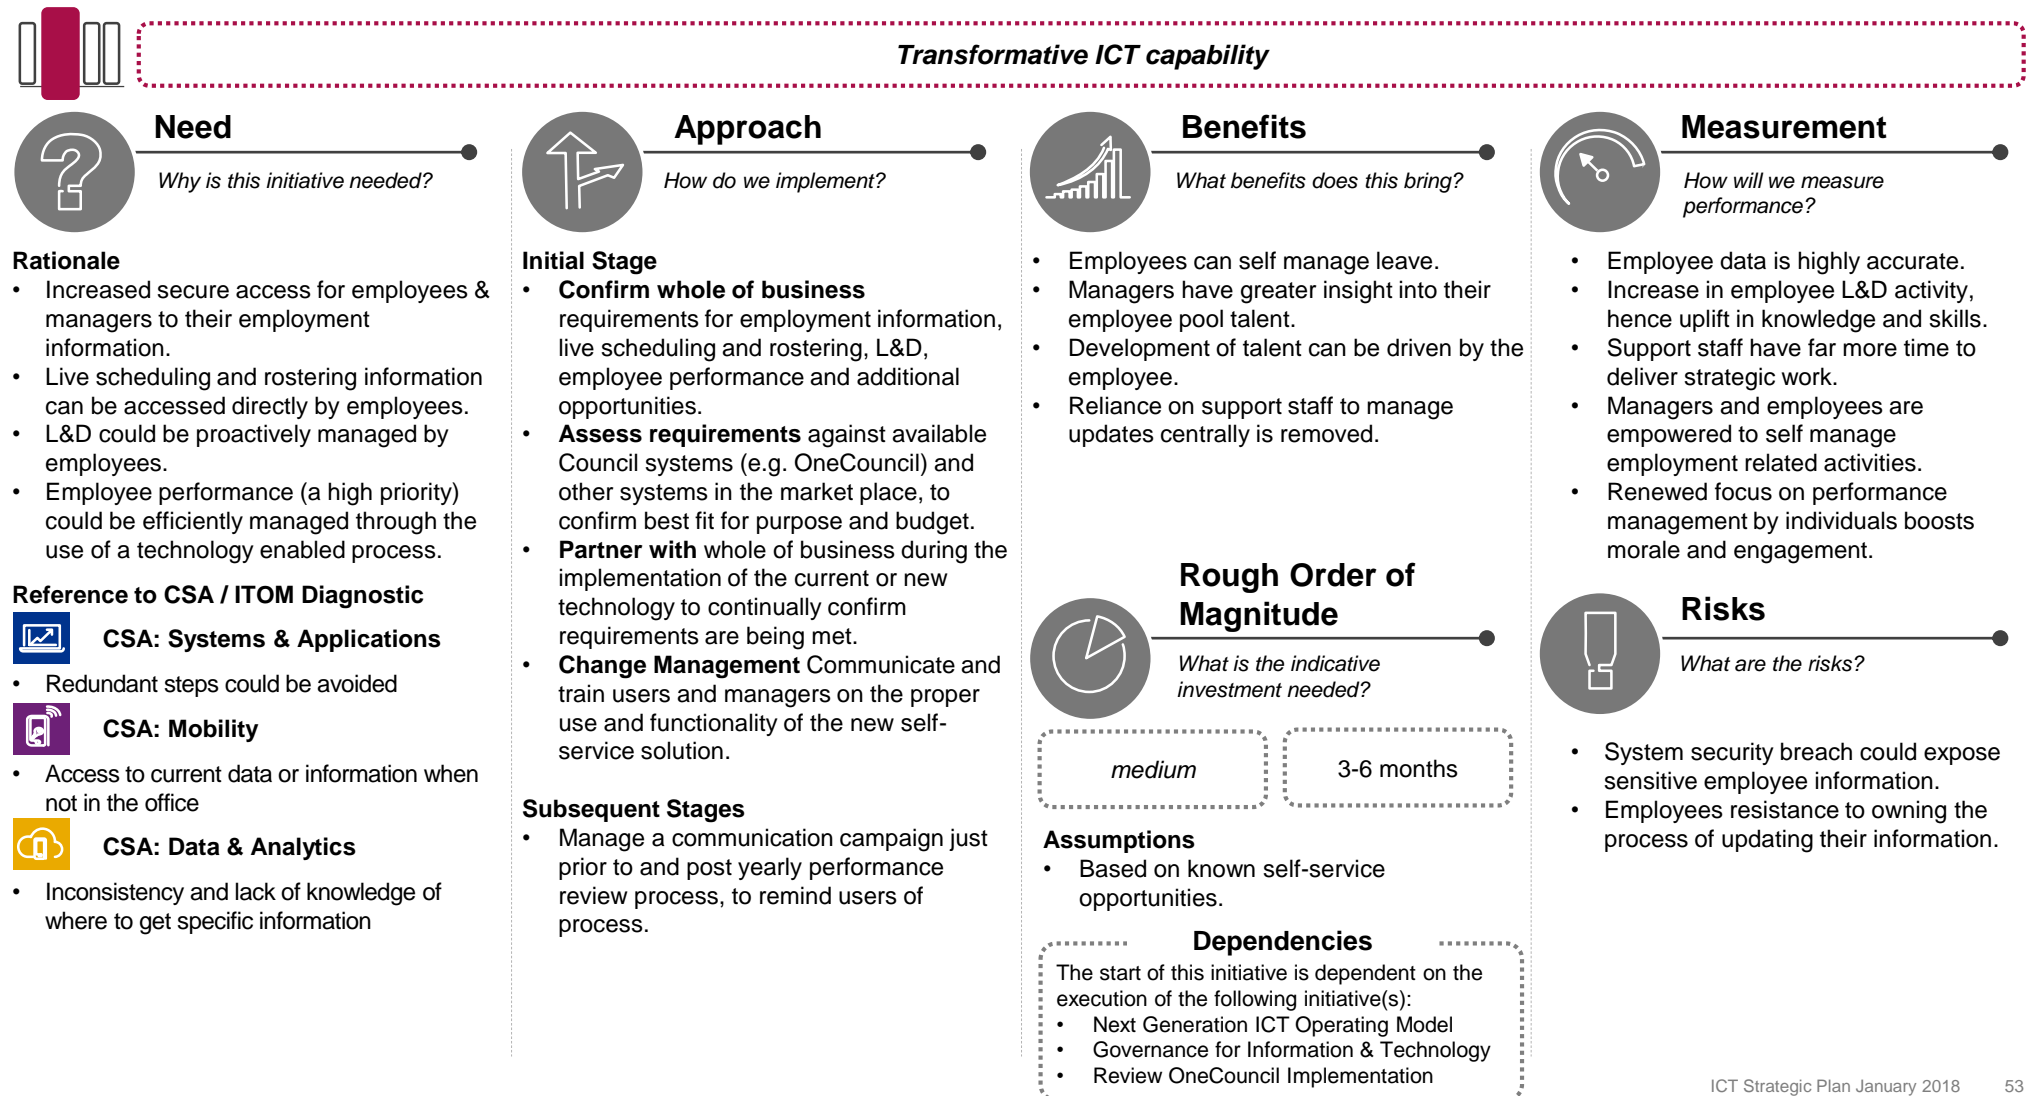 Transformative ICT capability
Need
Why is this initiative needed?
Rationale
• Increased secure access for employees &
managers to their employment
information.
• Live scheduling and rostering information
can be accessed directly by employees.
• L&D could be proactively managed by
employees.
• Employee performance (a high priority)
could be efficiently managed through the
use of a technology enabled process.
Reference to CSA / ITOM Diagnostic
CSA: Systems & Applications
• Redundant steps could be avoided
CSA: Mobility
• Access to current data or information when
not in the office
CSA: Data & Analytics
• Inconsistency and lack of knowledge of
where to get specific information
Approach
How do we implement?
Initial Stage
• Confirm whole of business
requirements for employment information,
live scheduling and rostering, L&D,
employee performance and additional
opportunities.
• Assess requirements against available
Council systems (e.g. OneCouncil) and
other systems in the market place, to
confirm best fit for purpose and budget.
• Partner with whole of business during the
implementation of the current or new
technology to continually confirm
requirements are being met.
• Change Management Communicate and
train users and managers on the proper
use and functionality of the new self-
service solution.
Subsequent Stages
• Manage a communication campaign just
prior to and post yearly performance
review process, to remind users of
process.
Benefits
What benefits does this bring?
• Employees can self manage leave.
• Managers have greater insight into their
employee pool talent.
• Development of talent can be driven by the
employee.
• Reliance on support staff to manage
updates centrally is removed.
Rough Order of
Magnitude
What is the indicative
investment needed?
medium
3-6 months
Assumptions
• Based on known self-service
opportunities.
Dependencies
The start of this initiative is dependent on the
execution of the following initiative(s):
• Next Generation ICT Operating Model
• Governance for Information & Technology
• Review OneCouncil Implementation
Measurement
How will we measure
performance?
• Employee data is highly accurate.
• Increase in employee L&D activity,
hence uplift in knowledge and skills.
• Support staff have far more time to
deliver strategic work.
• Managers and employees are
empowered to self manage
employment related activities.
• Renewed focus on performance
management by individuals boosts
morale and engagement.
Risks
What are the risks?
• System security breach could expose
sensitive employee information.
• Employees resistance to owning the
process of updating their information.
ICT Strategic Plan January 2018 53